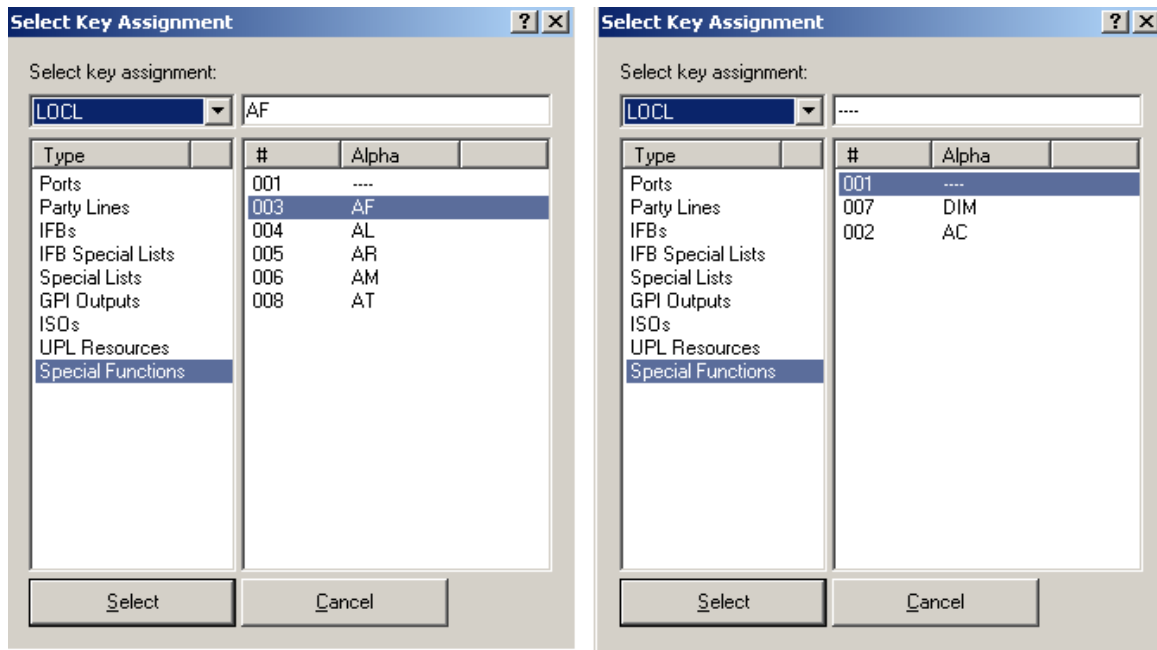 Select Key Assignment
Select key assignment:
LOCL AF
Type # Alpha
Ports 001 ----
Party Lines 003 AF
IFBs 004 AL
IFB Special Lists 005 AR
Special Lists 006 AM
GPI Outputs 008 AT
ISOs
UPL Resources
Special Functions
Select Cancel
Select Key Assignment
Select key assignment:
LOCL ----
Type # Alpha
Ports 001 ----
Party Lines 007 DIM
IFBs 002 AC
IFB Special Lists
Special Lists
GPI Outputs
ISOs
UPL Resources
Special Functions
Select Cancel